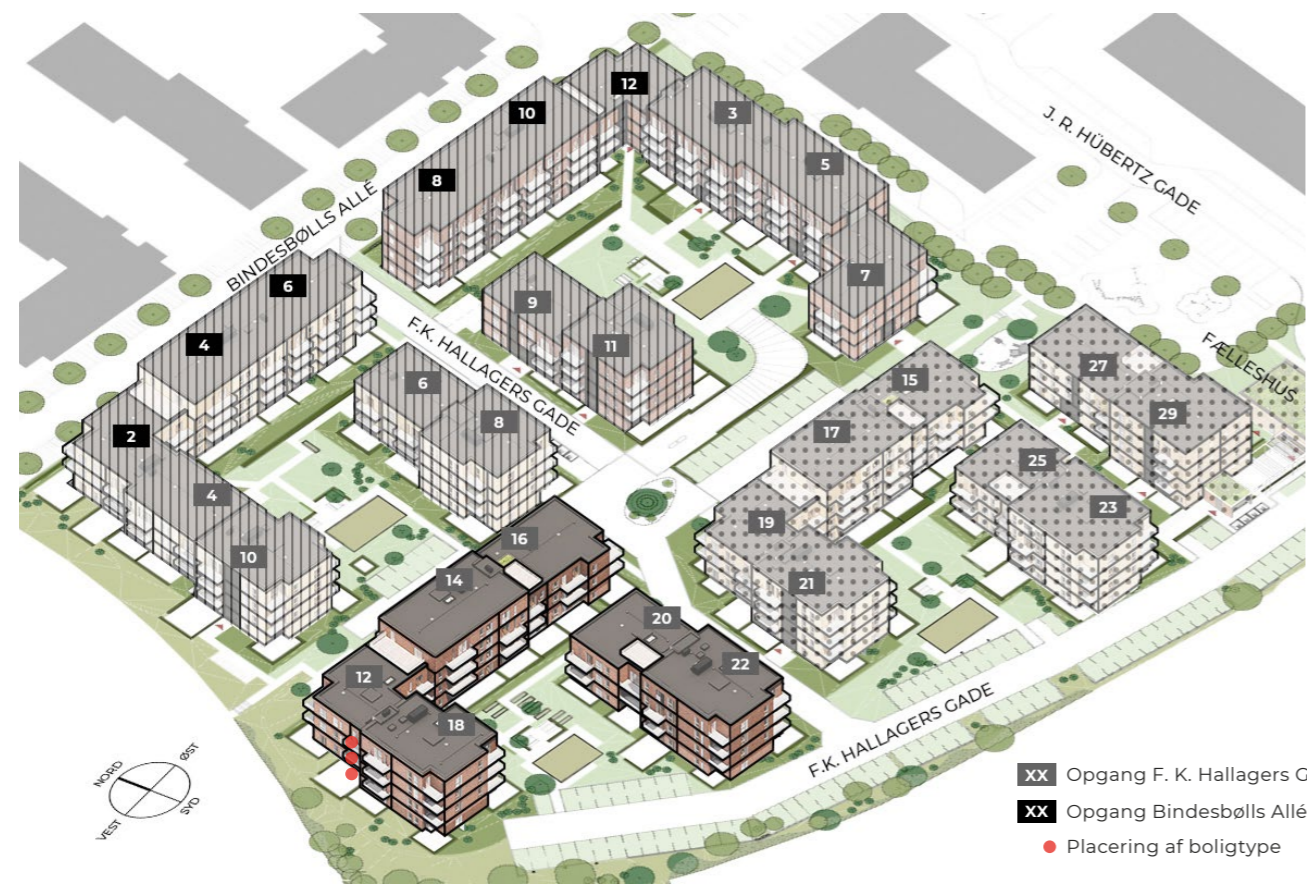 12
10
3
8
5
J. R. HÜBERTZ GADE
BINDESBØLLS ALLÉ
6
9
7
4
F.K. HALLAGERS GADE
11
27
FÆLLESHUS
6
15
29
8
17
2
25
4
19
23
10
16
21
14
20
12
22
18
F.K. HALLAGERS GADE
NORD
ØST
VEST
SYD
XX Opgang F. K. Hallagers G
XX Opgang Bindesbølls Allé
Placering af boligtype